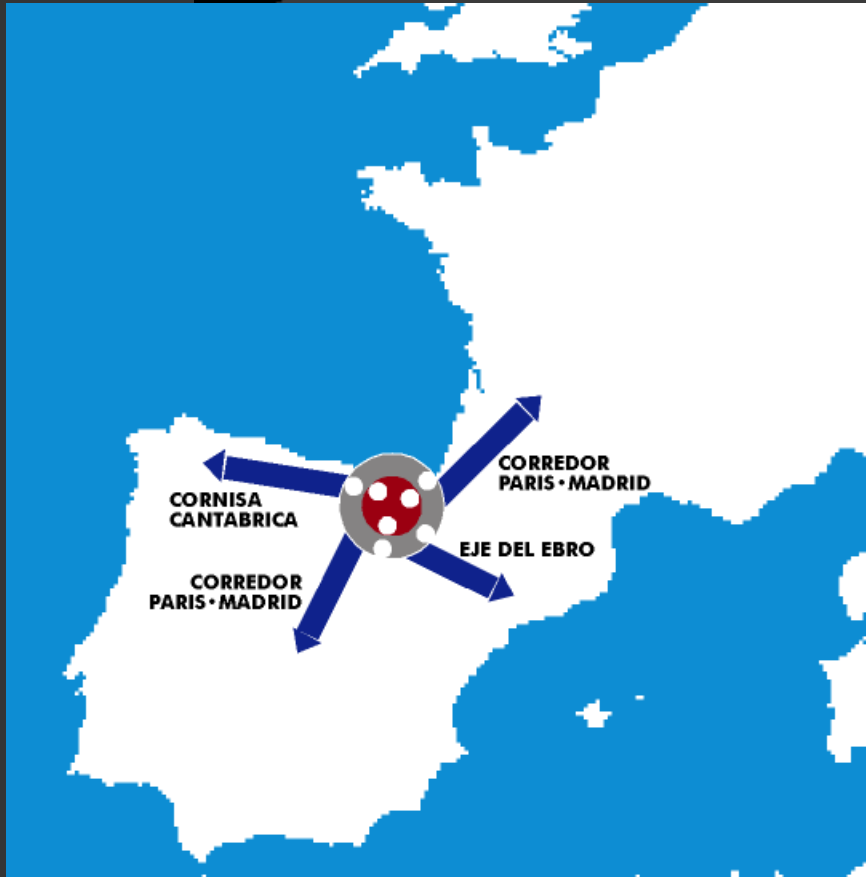 CORREDOR
PARIS•MADRID
CORNISA
CANTABRICA
EJE DEL EBRO
CORREDOR
PARIS•MADRID